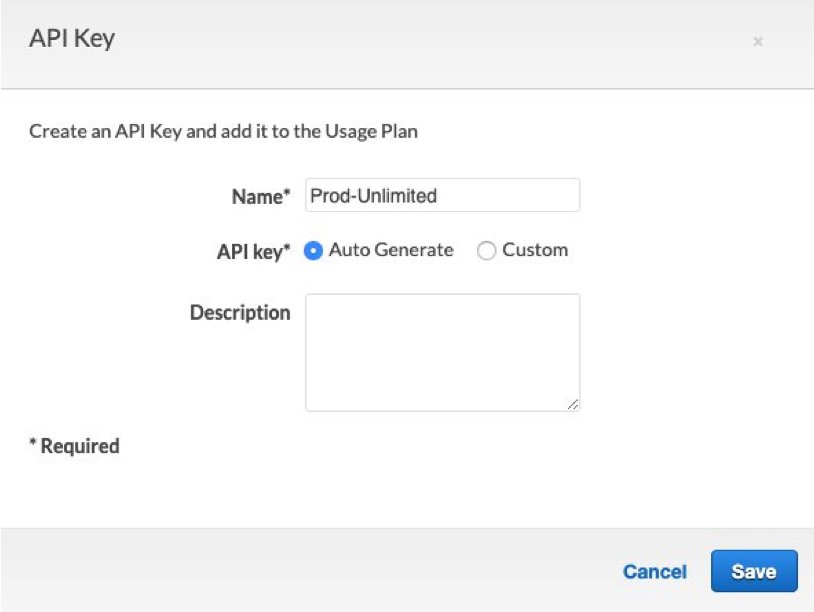 API Key
×
Create an API Key and add it to the Usage Plan
Name* Prod-Unlimited
API key* Auto Generate Custom
Description
* Required
Cancel Save